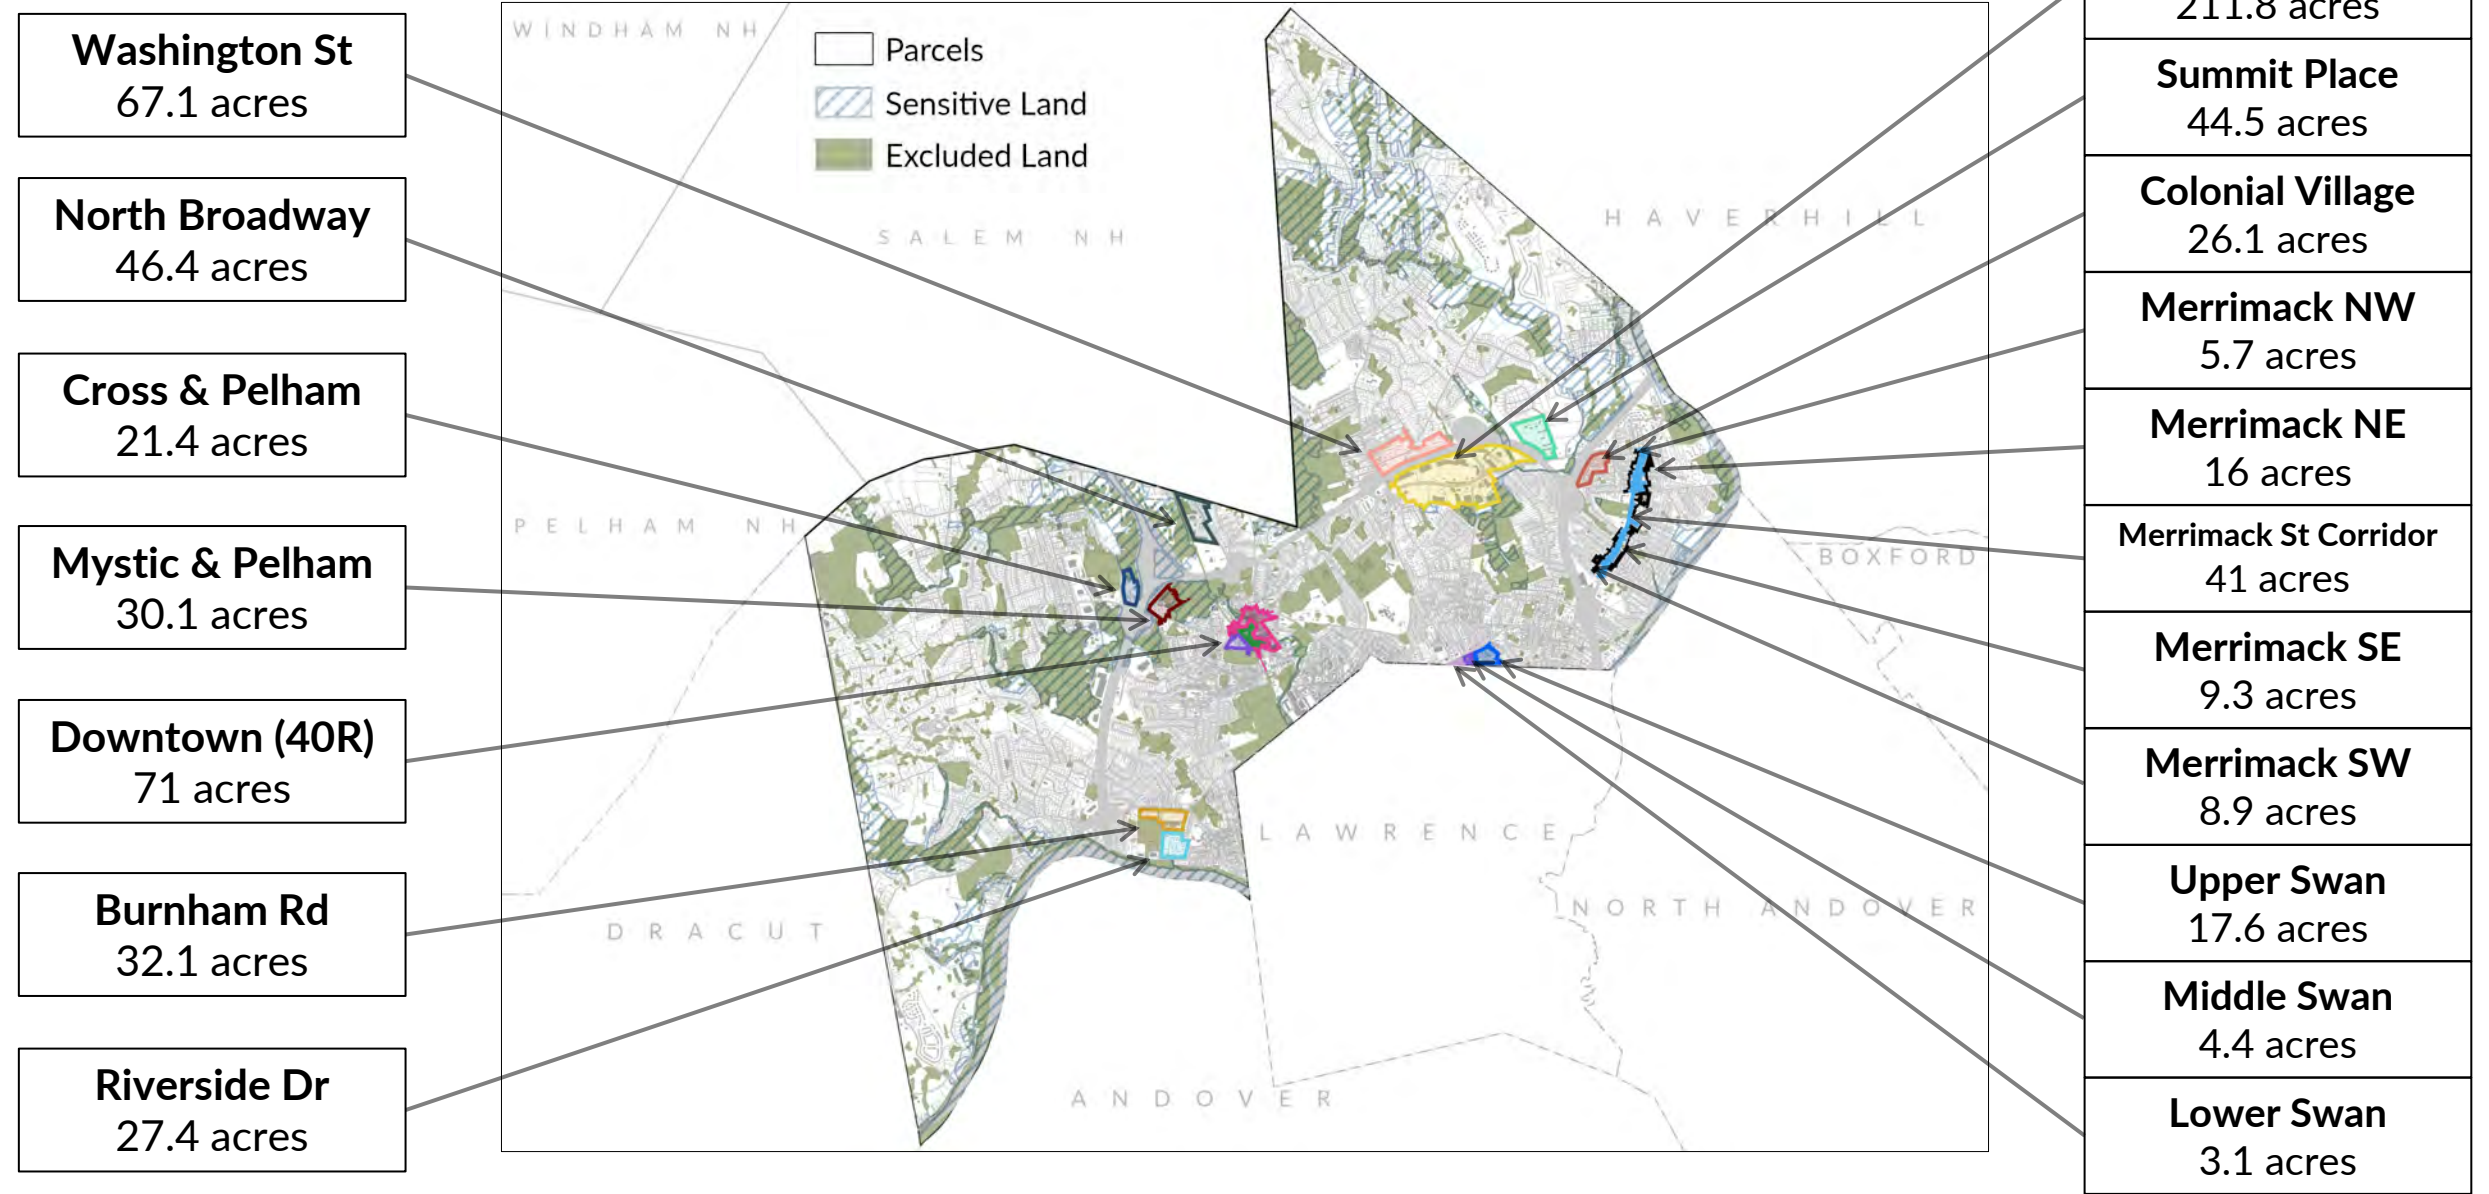 Washington St
67.1 acres
North Broadway
46.4 acres
Cross & Pelham
21.4 acres
Mystic & Pelham
30.1 acres
Downtown (40R)
71 acres
Burnham Rd
32.1 acres
Riverside Dr
27.4 acres
WINDHAM NH
Parcels
Sensitive Land
Excluded Land
SALEM NH
HAVERHILL
PELHAM NH
BOXFORD
LAWRENCE
NORTH ANDOVER
DRACUT
ANDOVER
211.8 acres
Summit Place
44.5 acres
Colonial Village
26.1 acres
Merrimack NW
5.7 acres
Merrimack NE
16 acres
Merrimack St Corridor
41 acres
Merrimack SE
9.3 acres
Merrimack SW
8.9 acres
Upper Swan
17.6 acres
Middle Swan
4.4 acres
Lower Swan
3.1 acres